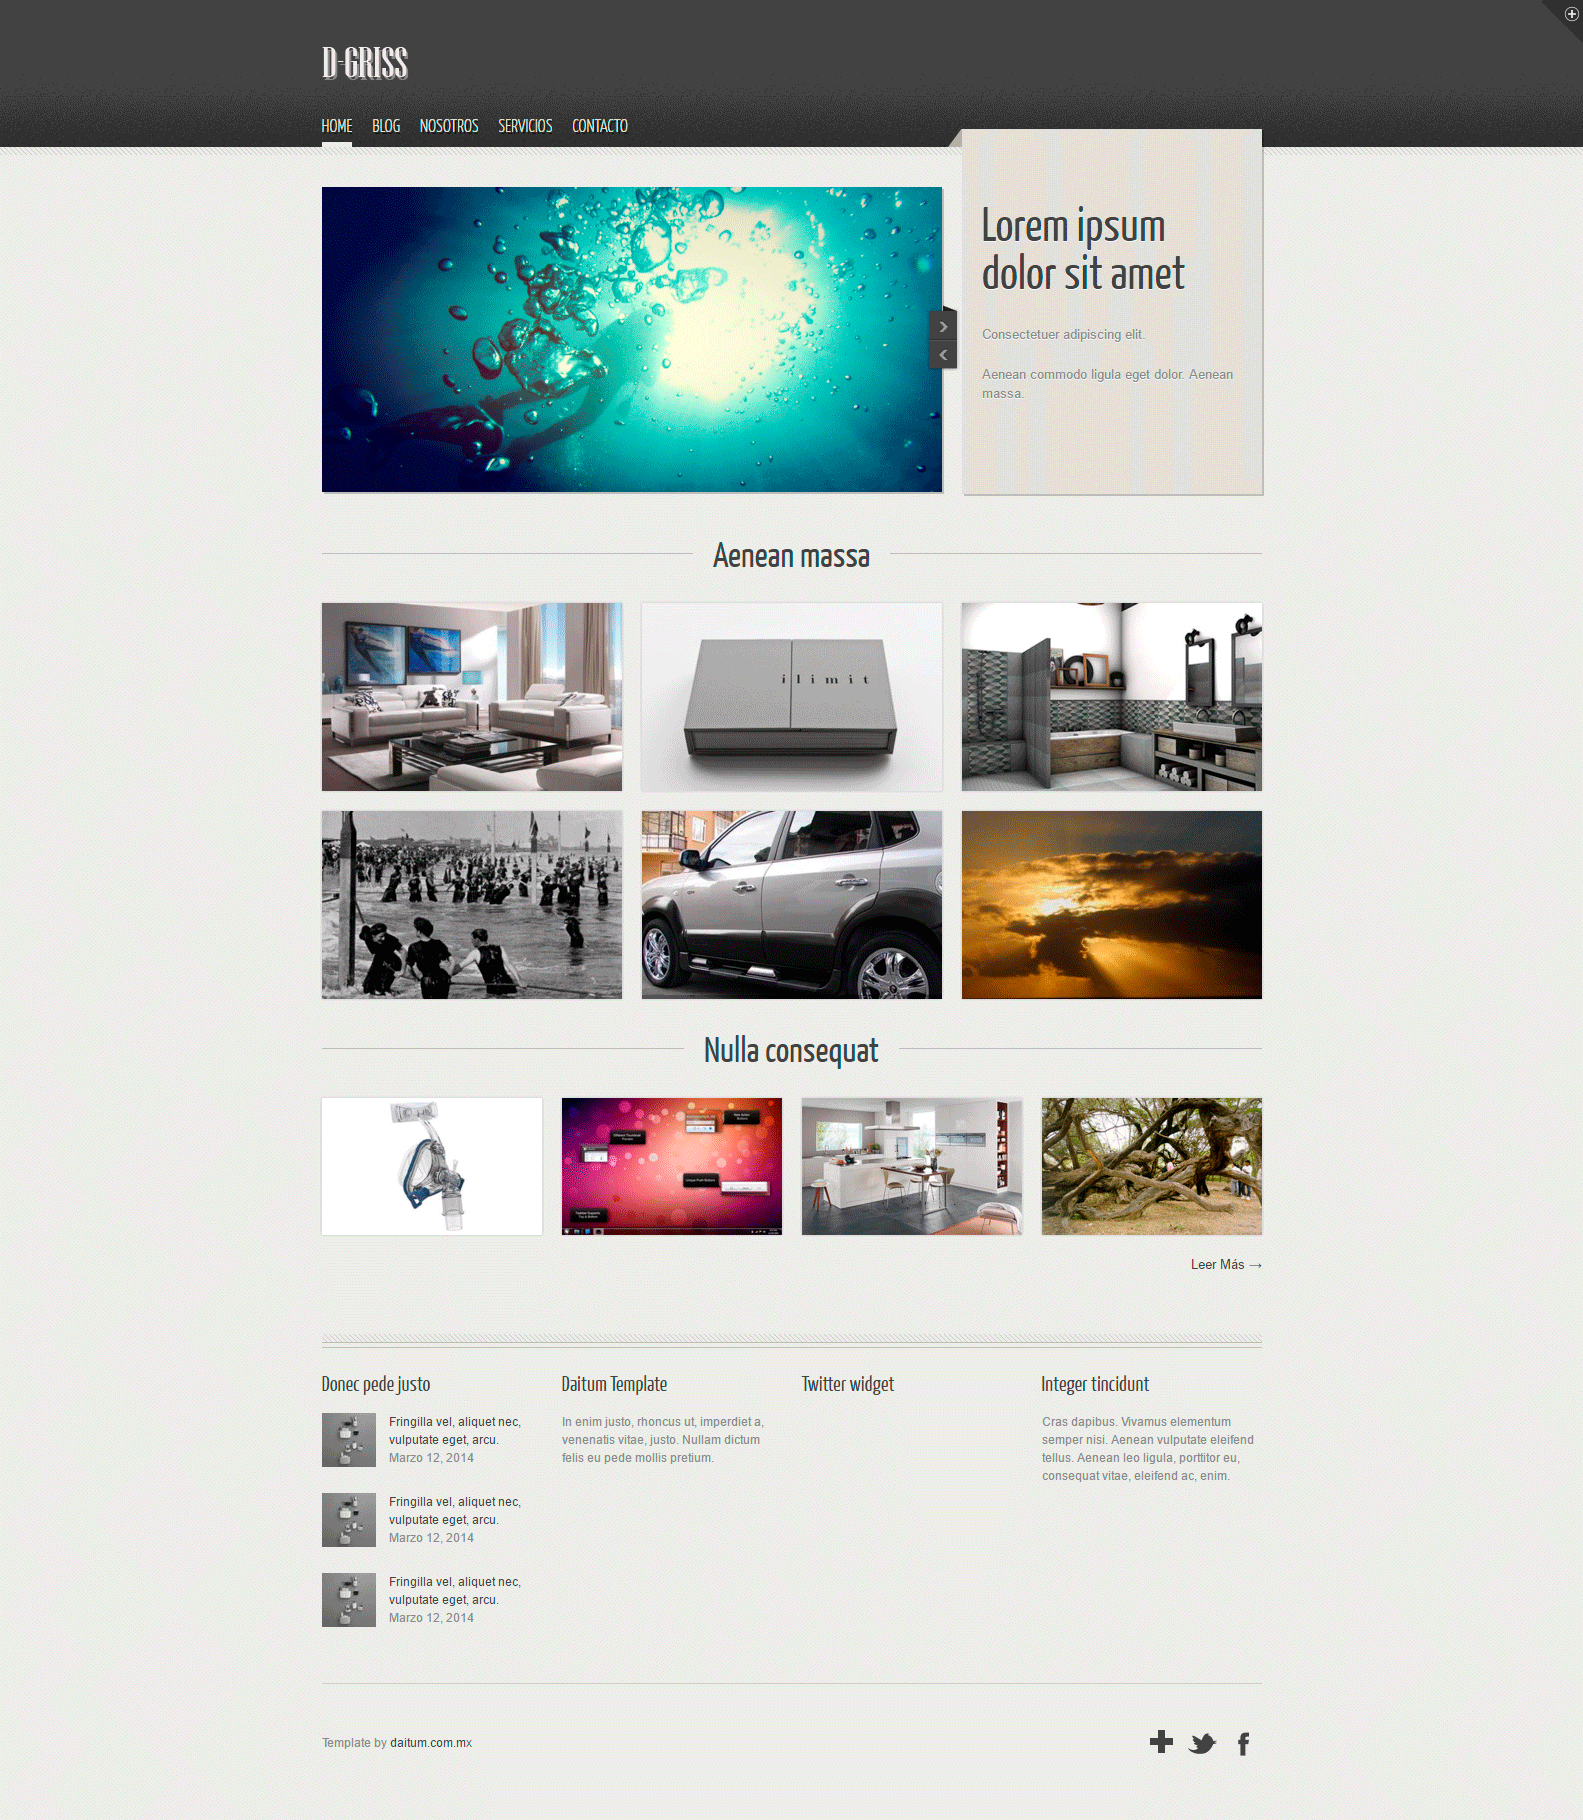 D-GRISS
HOME BLOG NOSOTROS SERVICIOS CONTACTO
Lorem ipsum
dolor sit amet
Consectetuer adipiscing elit.
Aenean commodo ligula eget dolor. Aenean
massa.
Aenean massa
ilimit
Nulla consequat
Leer Más →
Donec pede justo
Fringilla vel, aliquet nec,
vulputate eget, arcu.
Marzo 12, 2014
Fringilla vel, aliquet nec,
vulputate eget, arcu.
Marzo 12, 2014
Fringilla vel, aliquet nec,
vulputate eget, arcu.
Marzo 12, 2014
Daitum Template
In enim justo, rhoncus ut, imperdiet a,
venenatis vitae, justo. Nullam dictum
felis eu pede mollis pretium.
Twitter widget
Integer tincidunt
Cras dapibus. Vivamus elementum
semper nisi. Aenean vulputate eleifend
tellus. Aenean leo ligula, porttitor eu,
consequat vitae, eleifend ac, enim.
Template by daitum.com.mx